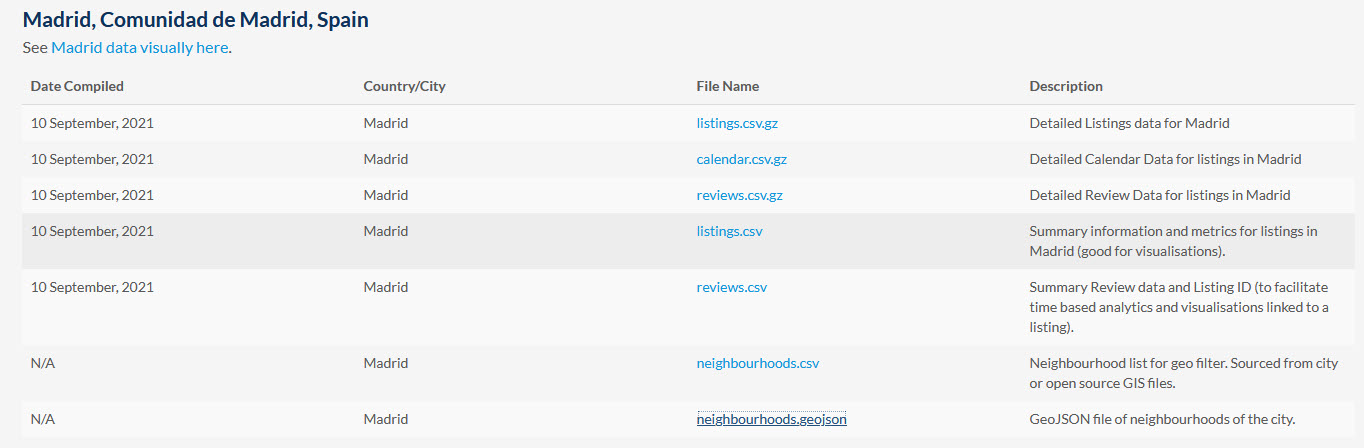 Madrid, Comunidad de Madrid, Spain
See Madrid data visually here.
Date Compiled Country/City File Name Description
10 September, 2021 Madrid listings.csv.gz Detailed Listings data for Madrid
10 September, 2021 Madrid calendar.csv.gz Detailed Calendar Data for listings in Madrid
10 September, 2021 Madrid reviews.csv.gz Detailed Review Data for listings in Madrid
10 September, 2021 Madrid listings.csv Summary information and metrics for listings in
Madrid (good for visualisations).
10 September, 2021 Madrid reviews.csv Summary Review data and Listing ID (to facilitate
time based analytics and visualisations linked to a
listing).
N/A Madrid neighbourhoods.csv Neighbourhood list for geo filter. Sourced from city
or open source GIS files.
N/A Madrid neighbourhoods.geojson GeoJSON file of neighbourhoods of the city.